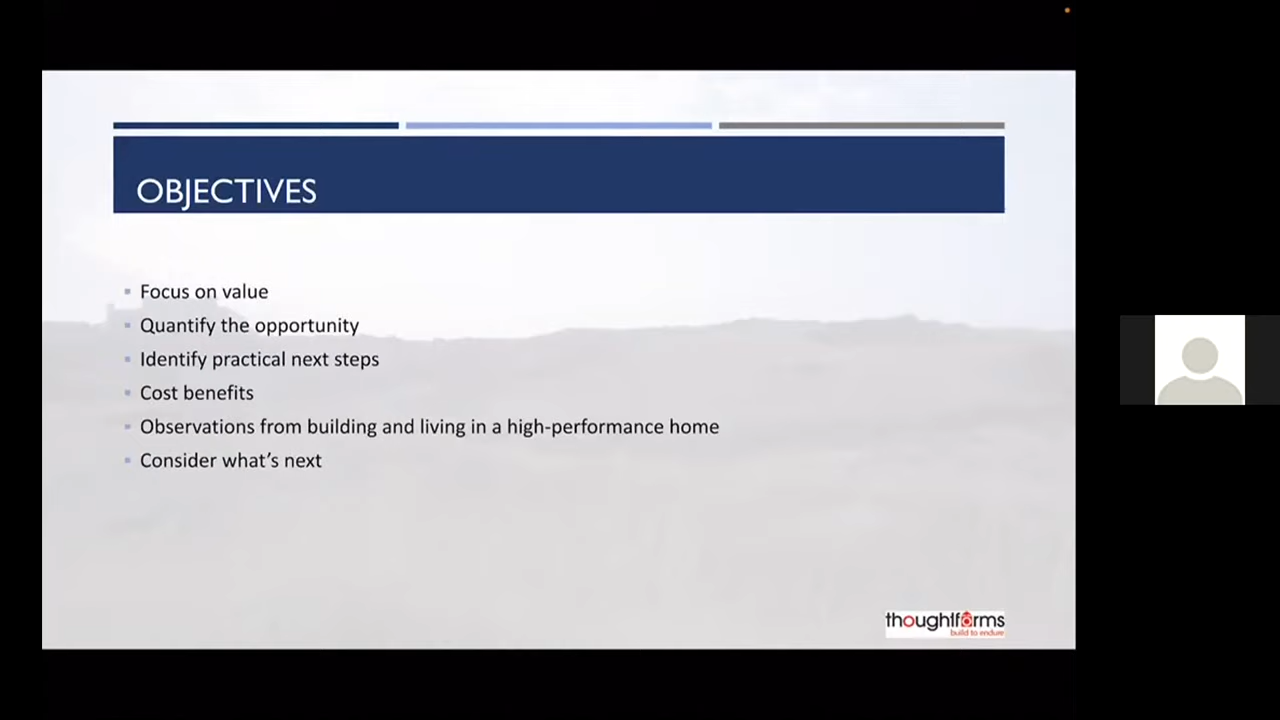 OBJECTIVES
Focus on value
Quantify the opportunity
Identify practical next steps
Cost benefits
Observations from building and living in a high-performance home
Consider what's next
thoughtforms
build to endure